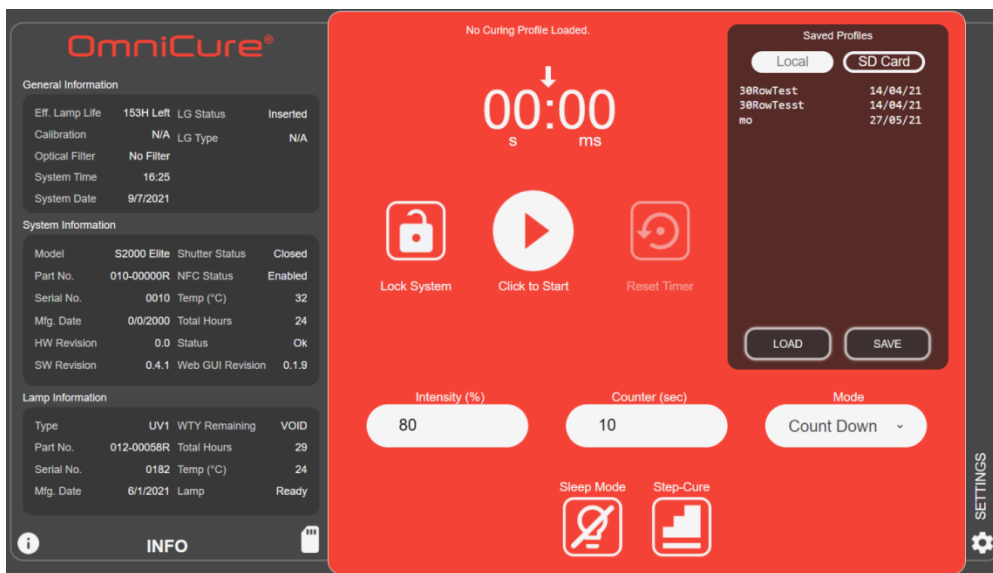 OmniCure®
General Information
Eff. Lamp Life 153H Left LG Status Inserted
Calibration N/A LG Type N/A
Optical Filter No Filter
System Time 16:25
System Date 9/7/2021
System Information
Model S2000 Elite Shutter Status Closed
Part No. 010-00000R NFC Status Enabled
Serial No. 0010 Temp (°C) 32
Mfg. Date 0/0/2000 Total Hours 24
HW Revision 0.0 Status Ok
SW Revision 0.4.1 Web GUI Revision 0.1.9
Lamp Information
Type UV1 WTY Remaining VOID
Part No. 012-00058R Total Hours 29
Serial No. 0182 Temp (°C) 24
Mfg. Date 6/1/2021 Lamp Ready
INFO
No Curing Profile Loaded.
00:00
s ms
Lock System Click to Start Reset Timer
Saved Profiles
Local SD Card
30RowTest 14/04/21
30RowTesst 14/04/21
mo 27/05/21
LOAD SAVE
Intensity (%) Counter (sec) Mode
80 10 Count Down
Sleep Mode Step-Cure
SETTINGS